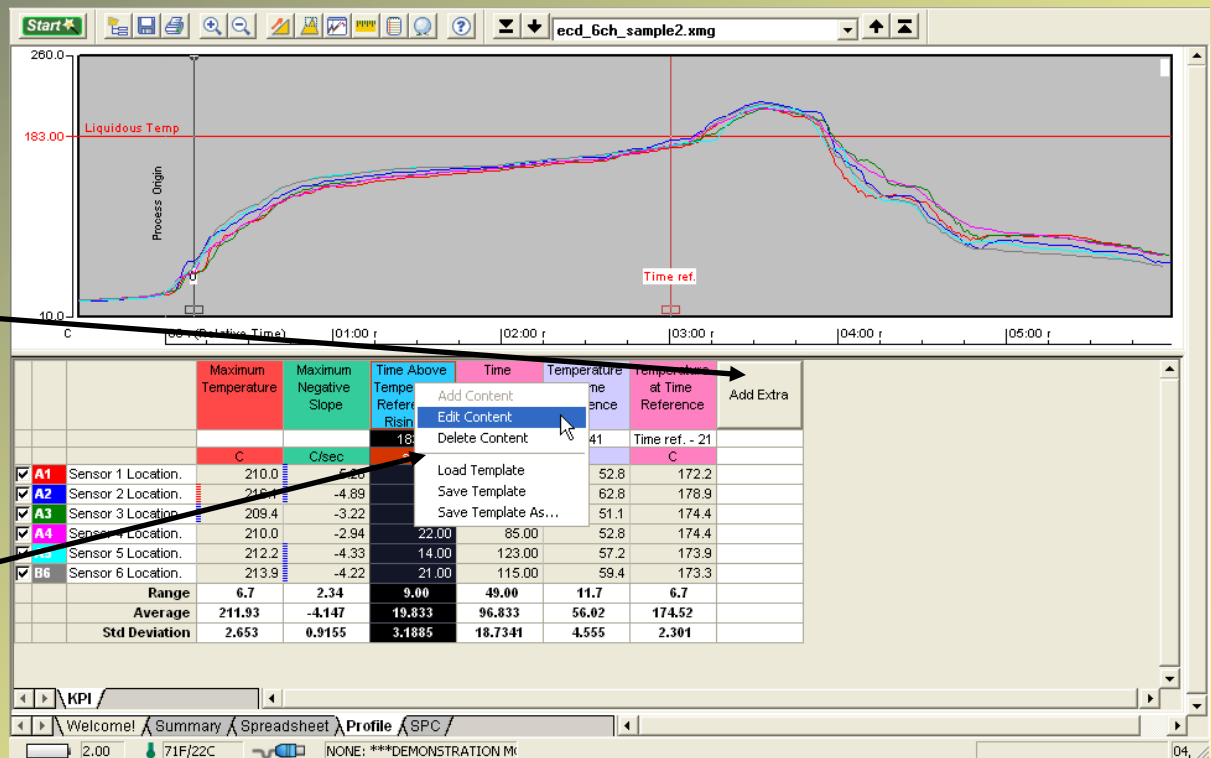 Start
ecd_6ch_sample2.xmg
260.0
Liquidous Temp
183.00
Process Origin
0
Time ref.
10.0
C (Relative Time) |01:00 r |02:00 r |03:00 r |04:00 r |05:00 r
Maximum Temperature
Maximum Negative Slope
Time Above
Time
Temperature
at Time Reference
Add Extra
Add Content
Edit Content
Delete Content
Load Template
Save Template
Save Template As...
41 Time ref. - 21
C C/sec C
A1 Sensor 1 Location. 210.0 52.8 172.2
A2 Sensor 2 Location. -4.89 62.8 178.9
A3 Sensor 3 Location. 209.4 -3.22 51.1 174.4
A4 Sensor 4 Location. 210.0 -2.94 22.00 85.00 52.8 174.4
Sensor 5 Location. 212.2 -4.33 14.00 123.00 57.2 173.9
B6 Sensor 6 Location. 213.9 -4.22 21.00 115.00 59.4 173.3
Range 6.7 2.34 9.00 49.00 11.7 6.7
Average 211.93 -4.147 19.833 96.833 56.02 174.52
Std Deviation 2.653 0.9155 3.1885 18.7341 4.555 2.301
KPI
Welcome! Summary Spreadsheet Profile SPC
2.00 71F/22C NONE: ***DEMONSTRATION 04,